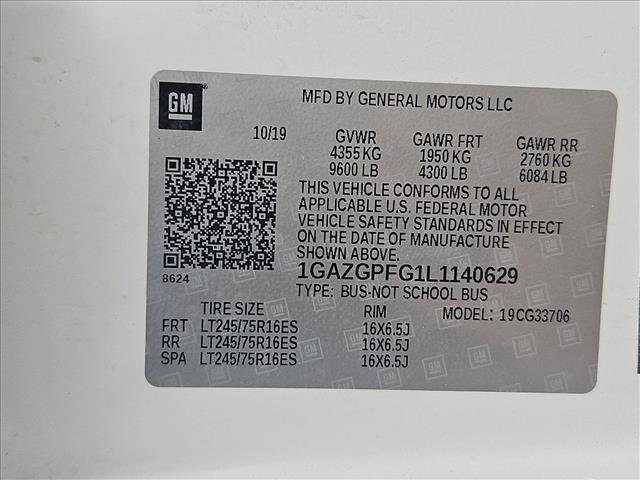 GM
MFD BY GENERAL MOTORS LLC
10/19 GVWR GAWR FRT GAWR RR
4355 KG 1950 KG 2760 KG
9600 LB 4300 LB 6084 LB
THIS VEHICLE CONFORMS TO ALL
APPLICABLE U.S. FEDERAL MOTOR
VEHICLE SAFETY STANDARDS IN EFFECT
ON THE DATE OF MANUFACTURE
SHOWN ABOVE.
8624
1GAZGPFG1L1140629
TYPE: BUS-NOT SCHOOL BUS
TIRE SIZE RIM MODEL: 19CG33706
FRT LT245/75R16ES 16X6.5J
RR LT245/75R16ES 16X6.5J
SPA LT245/75R16ES 16X6.5J